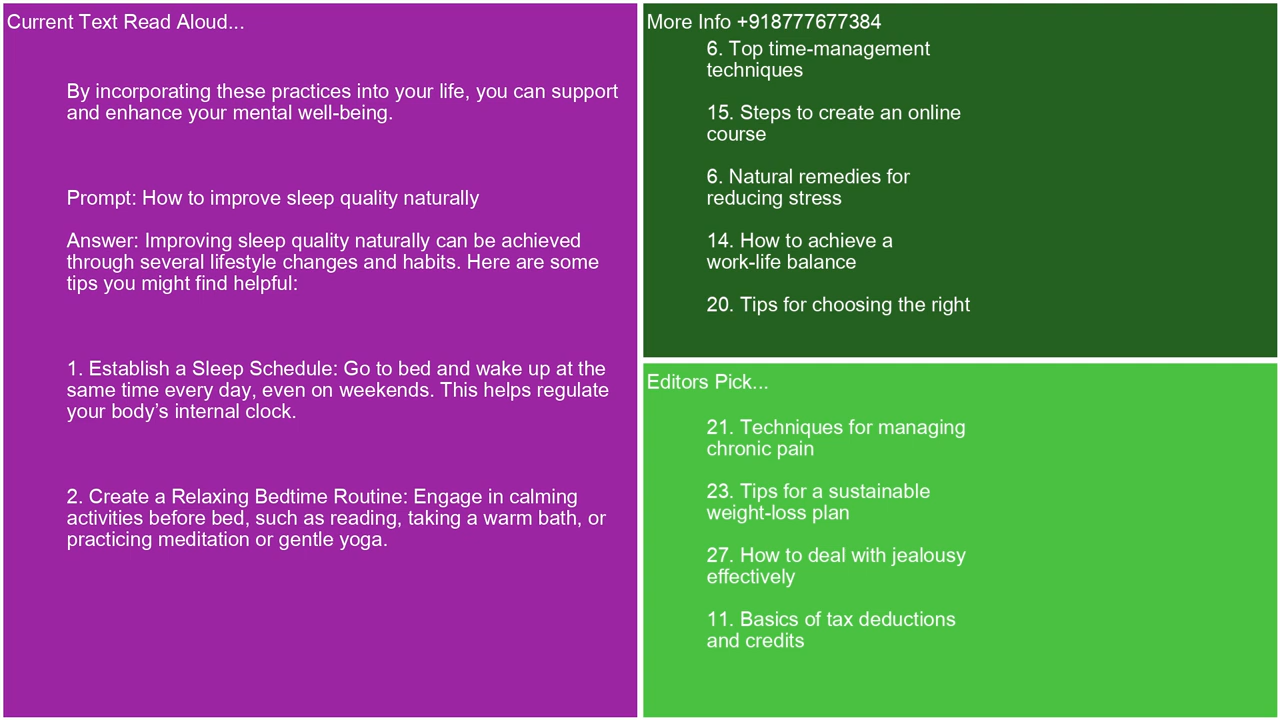 Current Text Read Aloud...
By incorporating these practices into your life, you can support
and enhance your mental well-being.
Prompt: How to improve sleep quality naturally
Answer: Improving sleep quality naturally can be achieved
through several lifestyle changes and habits. Here are some
tips you might find helpful:
1. Establish a Sleep Schedule: Go to bed and wake up at the
same time every day, even on weekends. This helps regulate
your body’s internal clock.
2. Create a Relaxing Bedtime Routine: Engage in calming
activities before bed, such as reading, taking a warm bath, or
practicing meditation or gentle yoga.
More Info +918777677384
6. Top time-management
techniques
15. Steps to create an online
course
6. Natural remedies for
reducing stress
14. How to achieve a
work-life balance
20. Tips for choosing the right
Editors Pick...
21. Techniques for managing
chronic pain
23. Tips for a sustainable
weight-loss plan
27. How to deal with jealousy
effectively
11. Basics of tax deductions
and credits